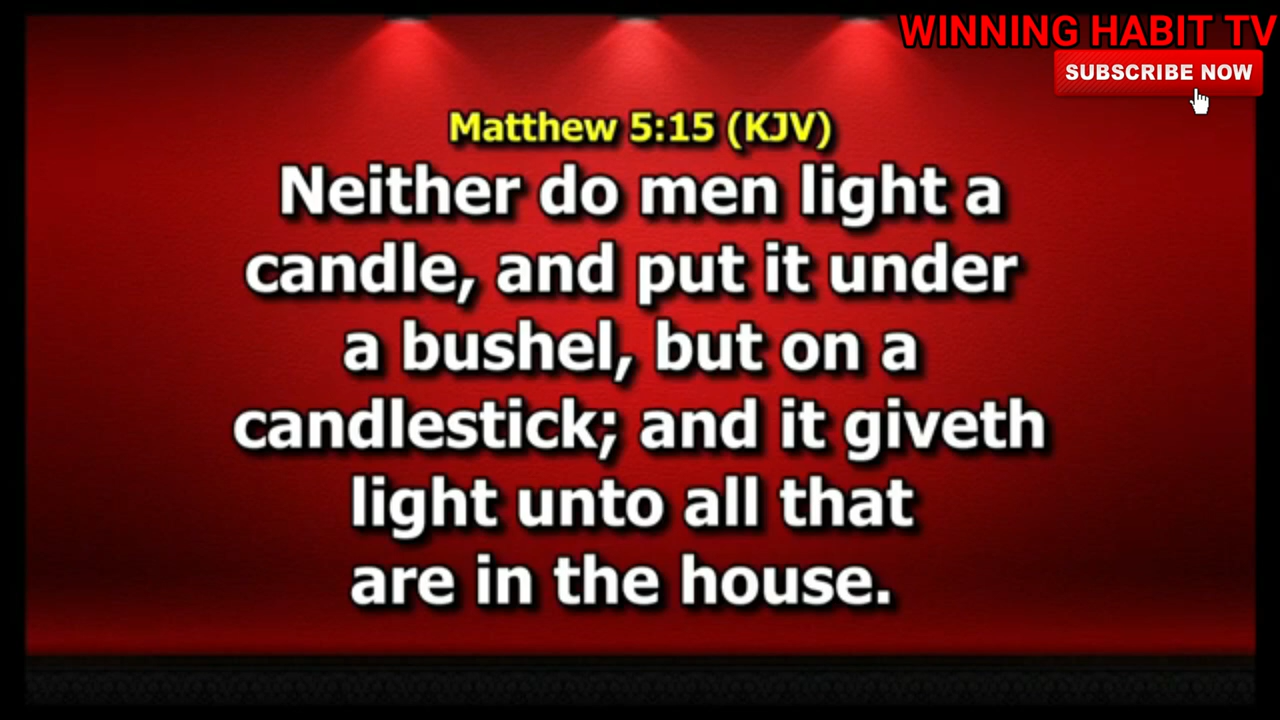 WINNING HABIT TV
SUBSCRIBE NOW
Matthew 5:15 (KJV)
Neither do men light a
candle, and put it under
a bushel, but on a
candlestick; and it giveth
light unto all that
are in the house.